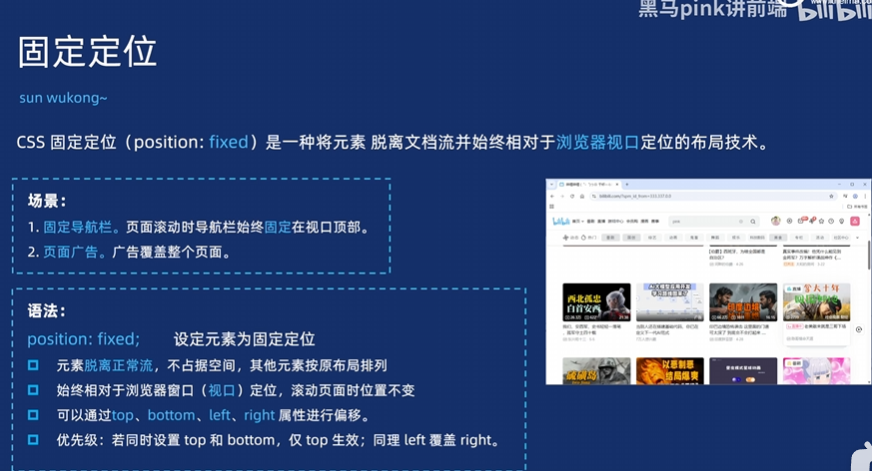 黑马pink讲前端
bilibili
固定定位
sun wukong~
CSS 固定定位（position: fixed）是一种将元素 脱离文档流并始终相对于浏览器视口定位的布局技术。
场景：
1. 固定导航栏。页面滚动时导航栏始终固定在视口顶部。
2. 页面广告。广告覆盖整个页面。
语法：
position: fixed; 设定元素为固定定位
元素脱离正常流，不占据空间，其他元素按原布局排列
始终相对于浏览器窗口（视口）定位，滚动页面时位置不变
可以通过top、bottom、left、right 属性进行偏移。
优先级：若同时设置 top 和 bottom，仅 top 生效；同理 left 覆盖 right。
西北孤忠
自首安西